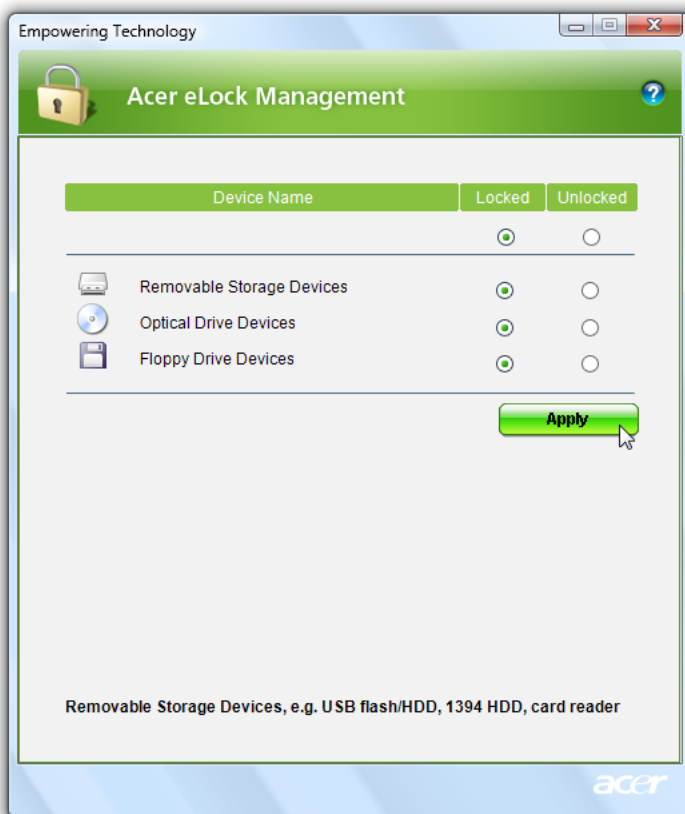 Empowering Technology
Acer eLock Management
Device Name Locked Unlocked
Removable Storage Devices
Optical Drive Devices
Floppy Drive Devices
Apply
Removable Storage Devices, e.g. USB flash/HDD, 1394 HDD, card reader
acer